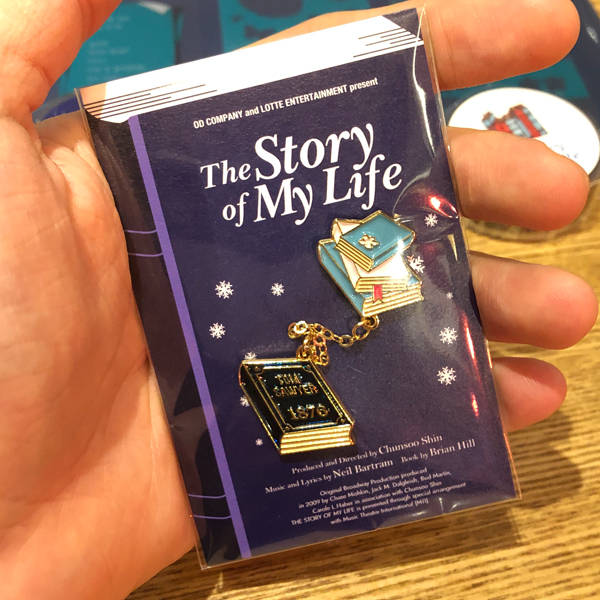 OD COMPANY and LOTTE ENTERTAINMENT present
The Story
of My Life
TOM
SAWYER
1876
Produced and Directed by Chunsoo Shin
Music and Lyrics by Neil Bartram Book by Brian Hill
Original Broadway Production produced
in 2009 by Chase Mishkin, Jack M. Dalgleish, Bud Martin,
Carole L. Haber in association with Chunsoo Shin
THE STORY OF MY LIFE is presented through special arrangement
with Music Theatre International (MTI)